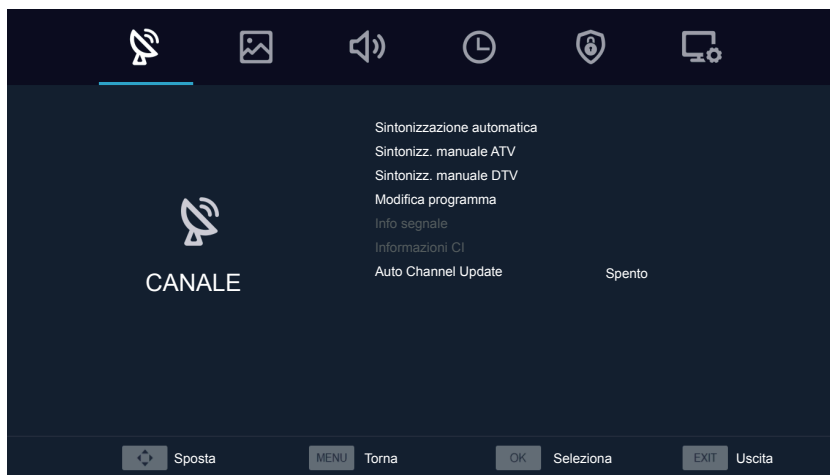 Sintonizzazione automatica
Sintonizz. manuale ATV
Sintonizz. manuale DTV
Modifica programma
Info segnale
Informazioni CI
Auto Channel Update Spento
CANALE
Sposta MENU Torna OK Seleziona EXIT Uscita